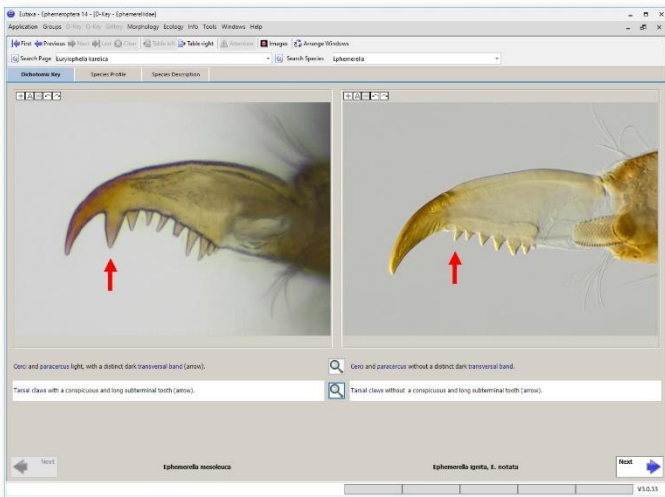 Eutaxa - Ephemeroptera 14 - [D-Key - Ephemerellidae]
Application Groups D-Key G-Key Gallery Morphology Ecology Info Tools Windows Help
First Previous Next Last Clear Table left Table right Attention Images Arrange Windows
Search Page Eurylophella karelica Search Species Ephemerella
Dichotomic Key Species Profile Species Description
Cerci and paracercus light, with a distinct dark transversal band (arrow).
Cerci and paracercus without a distinct dark transversal band.
Tarsal claws with a conspicuous and long subterminal tooth (arrow).
Tarsal claws without a conspicuous and long subterminal tooth (arrow).
Next
Ephemerella mesoleuca
Ephemerella ignita, E. notata
Next
V3.0.33